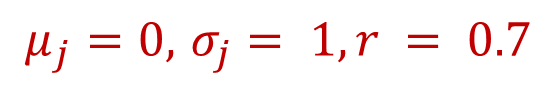 μⱼ = 0, σⱼ = 1, r = 0.7